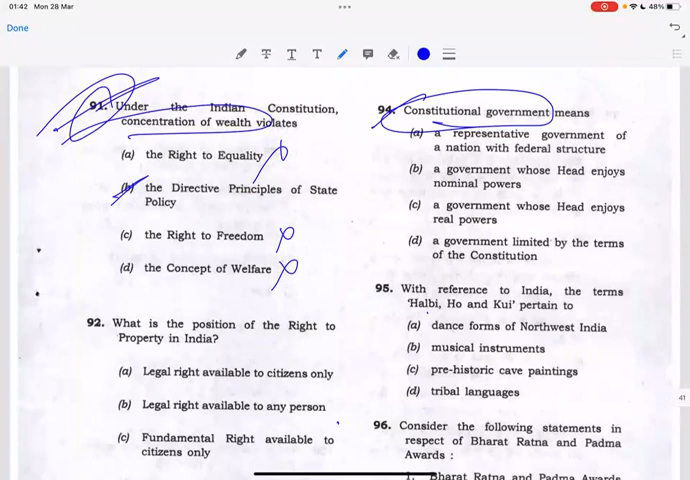 01:42 Mon 28 Mar
48%
Done
91. Under the Indian Constitution,
concentration of wealth violates
(a) the Right to Equality
(b) the Directive Principles of State
Policy
(c) the Right to Freedom
(d) the Concept of Welfare
92. What is the position of the Right to
Property in India?
(a) Legal right available to citizens only
(b) Legal right available to any person
(c) Fundamental Right available to
citizens only
94. Constitutional government means
(a) a representative government of
a nation with federal structure
(b) a government whose Head enjoys
nominal powers
(c) a government whose Head enjoys
real powers
(d) a government limited by the terms
of the Constitution
95. With reference to India, the terms
'Halbi, Ho and Kui' pertain to
(a) dance forms of Northwest India
(b) musical instruments
(c) pre-historic cave paintings
(d) tribal languages
41
96. Consider the following statements in
respect of Bharat Ratna and Padma
Awards :
1. Bharat Ratna and Padma Awards